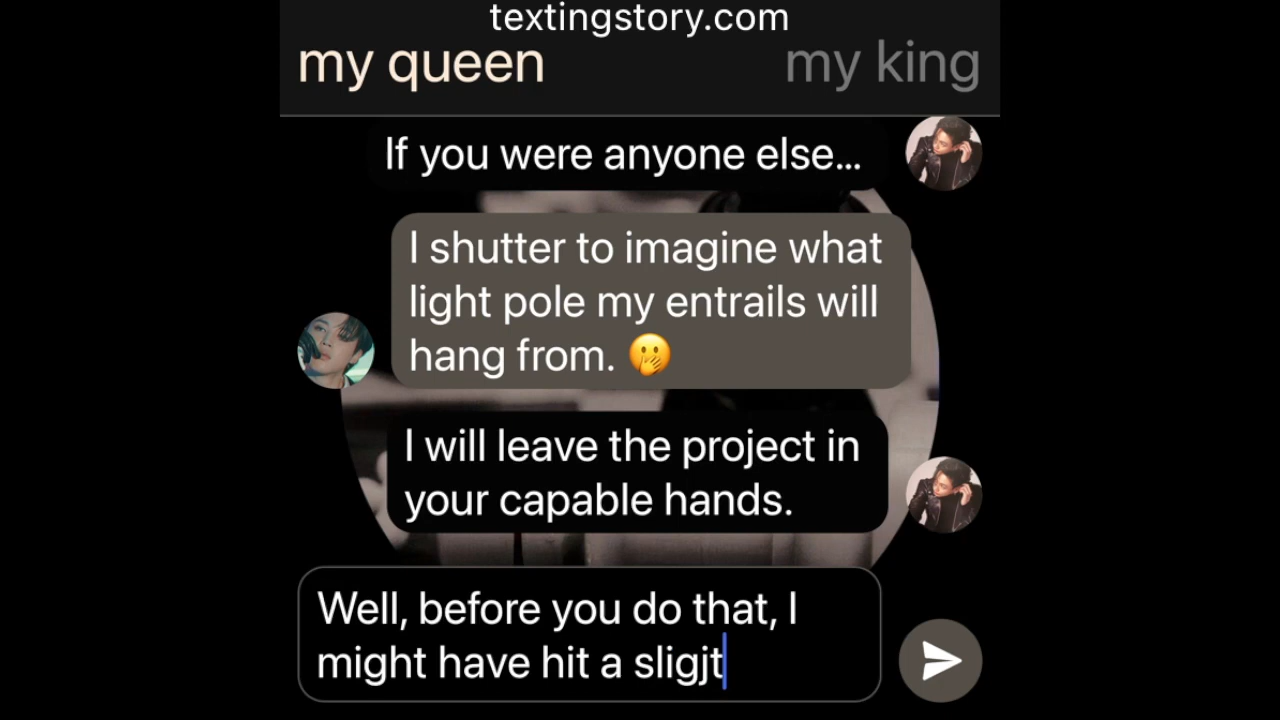 textingstory.com
my queen my king
If you were anyone else...
I shutter to imagine what
light pole my entrails will
hang from. 🫢
I will leave the project in
your capable hands.
Well, before you do that, I
might have hit a sligjt